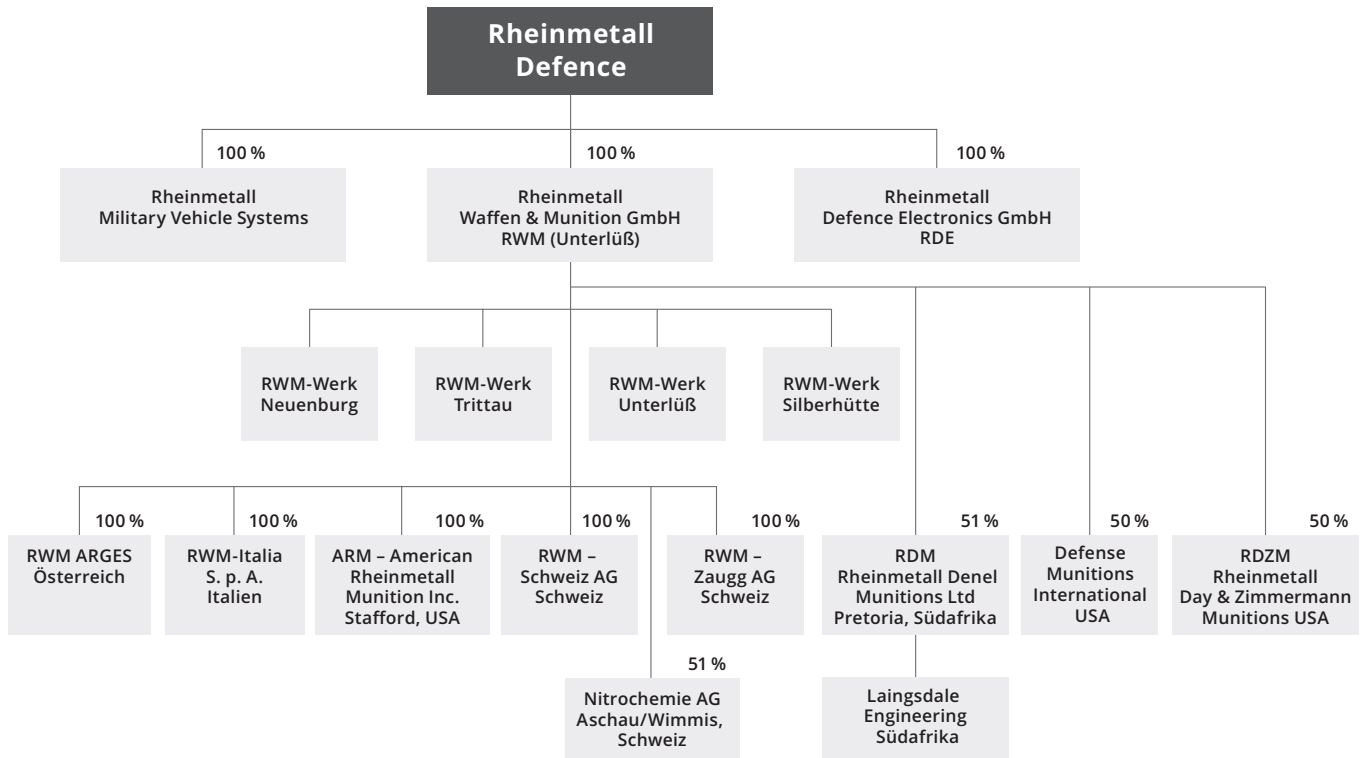 Rheinmetall
Defence
100 %
100 %
100 %
Rheinmetall
Military Vehicle Systems
Rheinmetall
Waffen & Munition GmbH
RWM (Unterlüß)
Rheinmetall
Defence Electronics GmbH
RDE
RWM-Werk
Neuenburg
RWM-Werk
Trittau
RWM-Werk
Unterlüß
RWM-Werk
Silberhütte
100 %
RWM ARGES
Österreich
100 %
RWM-Italia
S. p. A.
Italien
100 %
ARM – American
Rheinmetall
Munition Inc.
Stafford, USA
100 %
RWM –
Schweiz AG
Schweiz
100 %
RWM –
Zaugg AG
Schweiz
51 %
RDM
Rheinmetall Denel
Munitions Ltd
Pretoria, Südafrika
50 %
Defense
Munitions
International
USA
50 %
RDZM
Rheinmetall
Day & Zimmermann
Munitions USA
51 %
Nitrochemie AG
Aschau/Wimmis,
Schweiz
Laingsdale
Engineering
Südafrika